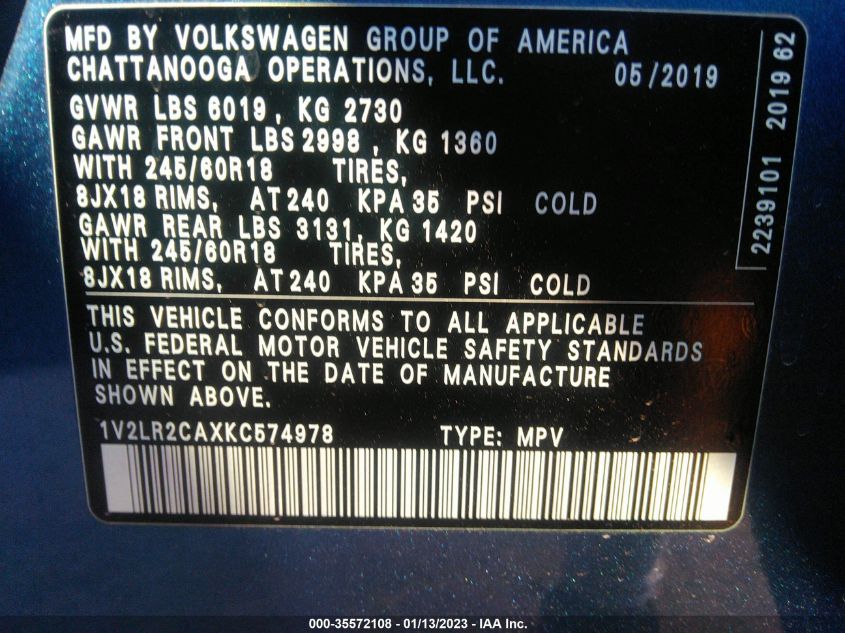 MFD BY VOLKSWAGEN GROUP OF AMERICA
CHATTANOOGA OPERATIONS, LLC. 05/2019
GVWR LBS 6019, KG 2730
GAWR FRONT LBS 2998, KG 1360
WITH 245/60R18 TIRES,
8JX18 RIMS, AT 240 KPA 35 PSI COLD
GAWR REAR LBS 3131, KG 1420
WITH 245/60R18 TIRES,
8JX18 RIMS, AT 240 KPA 35 PSI COLD
THIS VEHICLE CONFORMS TO ALL APPLICABLE
U.S. FEDERAL MOTOR VEHICLE SAFETY STANDARDS
IN EFFECT ON THE DATE OF MANUFACTURE
SHOWN ABOVE.
1V2LR2CAXKC574978 TYPE: MPV
2239101 2019 62
000-35572108 - 01/13/2023 - IAA Inc.